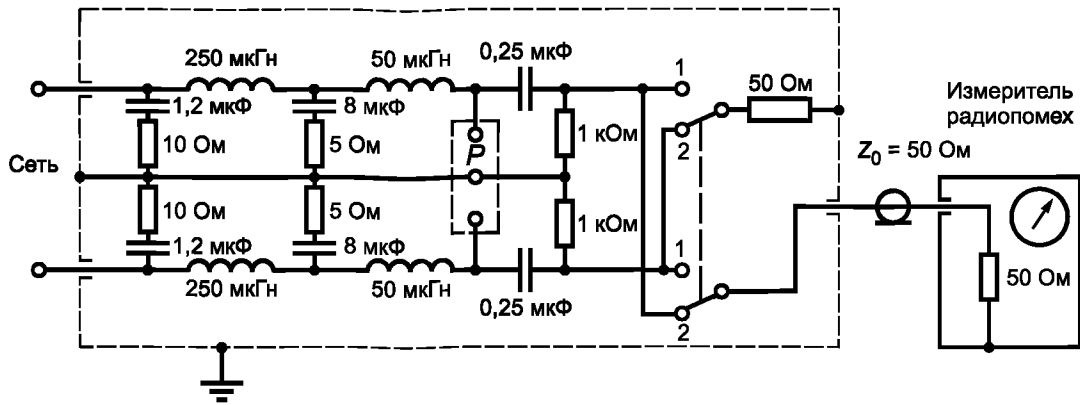 250 мкГн
50 мкГн
0,25 мкФ
1
50 Ом
Измеритель
радиопомех
1,2 мкФ
8 мкФ
10 Ом
5 Ом
P
1 кОм
2
Z0 = 50 Ом
Сеть
10 Ом
5 Ом
1 кОм
1,2 мкФ
8 мкФ
1
50 Ом
250 мкГн
50 мкГн
0,25 мкФ
2